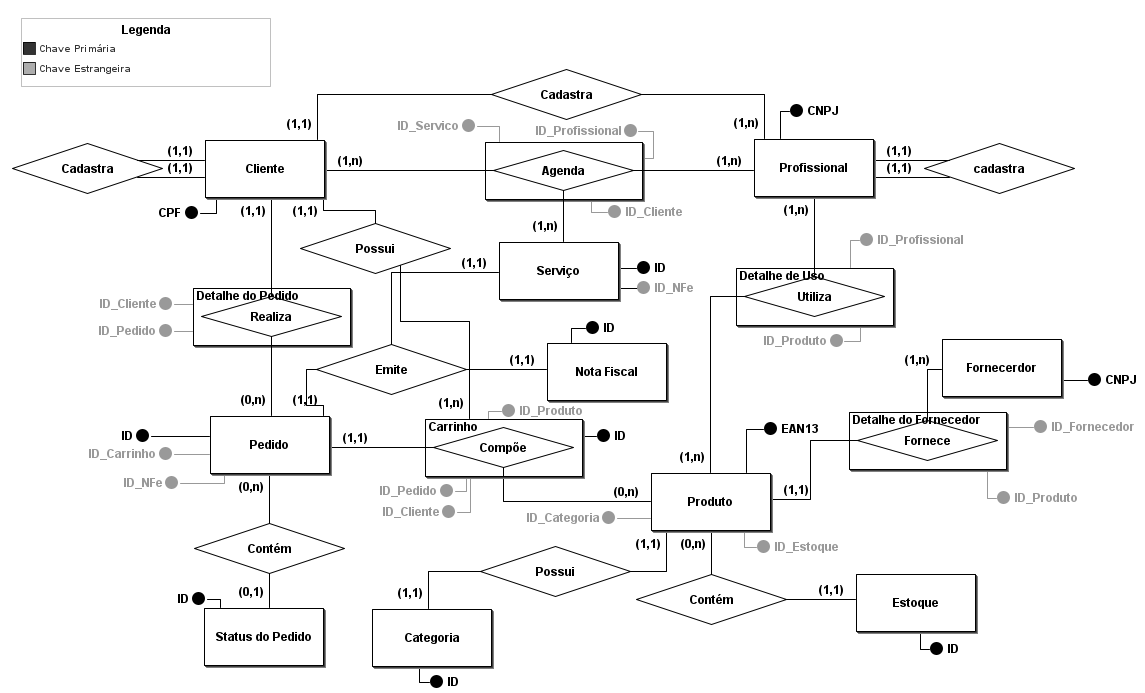 Legenda
Chave Primária
Chave Estrangeira
Cadastra
(1,1)
(1,n)
CNPJ
ID_Servico
ID_Profissional
Cadastra
(1,1)
(1,1)
Cliente
(1,n)
Agenda
(1,n)
Profissional
(1,1)
(1,1)
cadastra
CPF
(1,1)
(1,1)
ID_Cliente
(1,n)
(1,n)
Possui
(1,1)
Serviço
ID
ID_NFe
ID_Profissional
Detalhe de Uso
Utiliza
ID_Produto
ID_Cliente
ID_Pedido
Detalhe do Pedido
Realiza
ID
Emite
(1,1)
Nota Fiscal
(1,n)
Fornecerdor
CNPJ
(0,n)
(1,1)
(1,n)
ID_Produto
Carrinho
Compõe
ID
EAN13
Detalhe do Fornecedor
Fornece
ID_Fornecedor
ID_Produto
ID
ID_Carrinho
ID_NFe
Pedido
(1,1)
(0,n)
ID_Pedido
ID_Cliente
(1,n)
(0,n)
Produto
(1,1)
ID_Categoria
ID_Estoque
(1,1)
(0,n)
Contém
(0,1)
ID
Status do Pedido
Possui
(1,1)
Categoria
ID
Contém
(1,1)
Estoque
ID